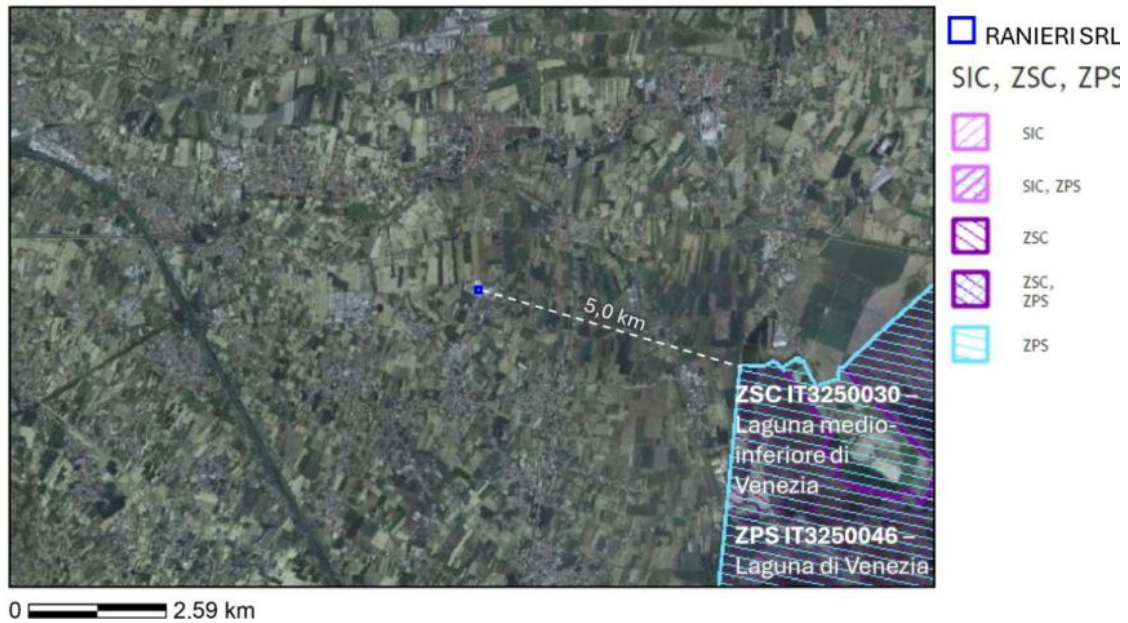 RANIERI SRL
SIC, ZSC, ZPS
SIC
SIC, ZPS
ZSC
ZSC,
ZPS
ZPS
5,0 km
ZSC IT3250030 –
Laguna medio-
inferiore di
Venezia
ZPS IT3250046 –
Laguna di Venezia
0 2.59 km